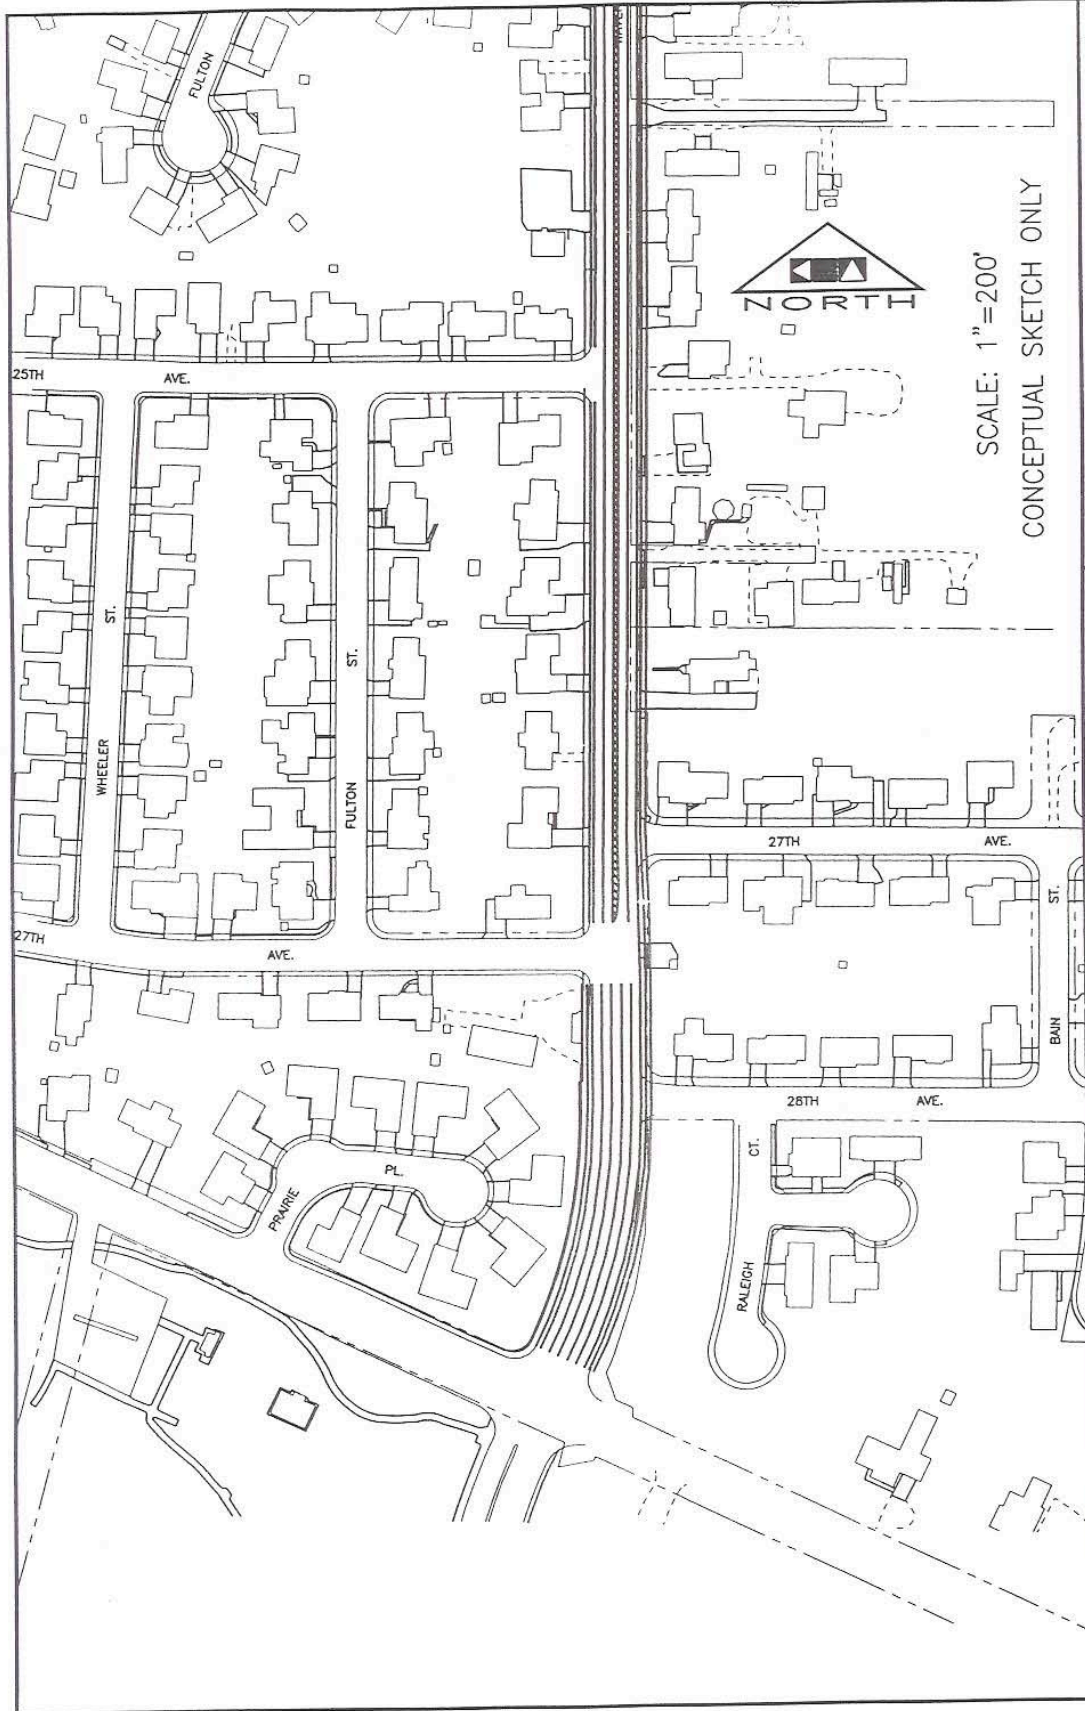 FULTON
25TH AVE.
WHEELER ST.
FULTON ST.
27TH AVE.
PRAIRIE PL.
NORTH
SCALE: 1"=200'
CONCEPTUAL SKETCH ONLY
27TH AVE.
BAIN ST.
28TH AVE.
RALEIGH CT.